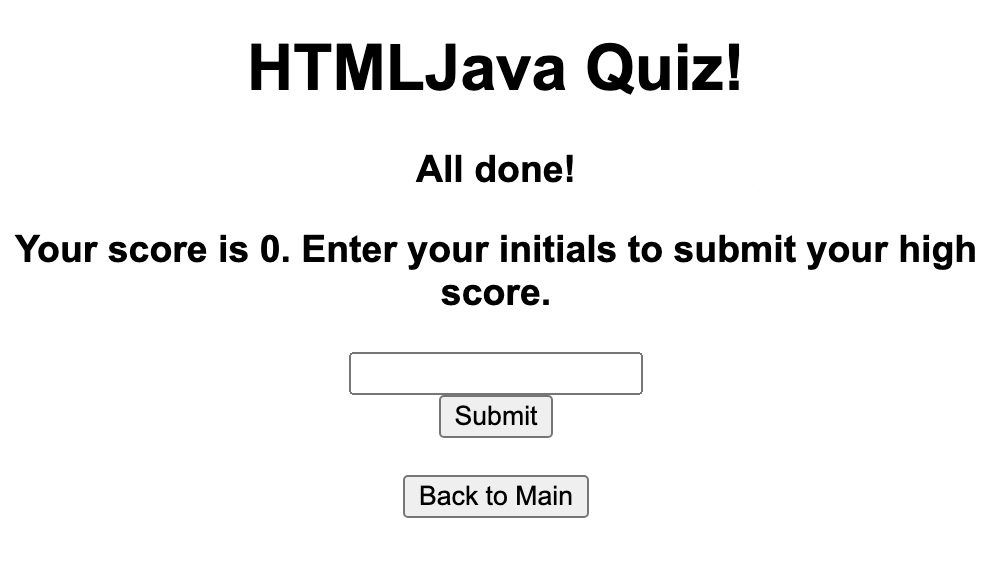 HTMLJava Quiz!
All done!
Your score is 0. Enter your initials to submit your high
score.
Submit
Back to Main